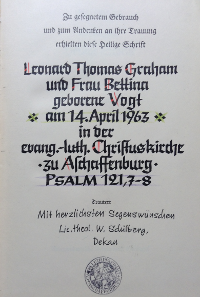 Zu gesegnetem Gebrauch
und zum Andenken an ihre Trauung
erhielten diese Heilige Schrift
Leonard Thomas Graham
und Frau Bettina
geborene Vogt
am 14. April 1963
in der
evang.-luth. Christuskirche
zu Aschaffenburg
PSALM 121,7-8
Mit herzlichsten Segenswünschen
Lic. theol. W. Schülberg,
Dekan